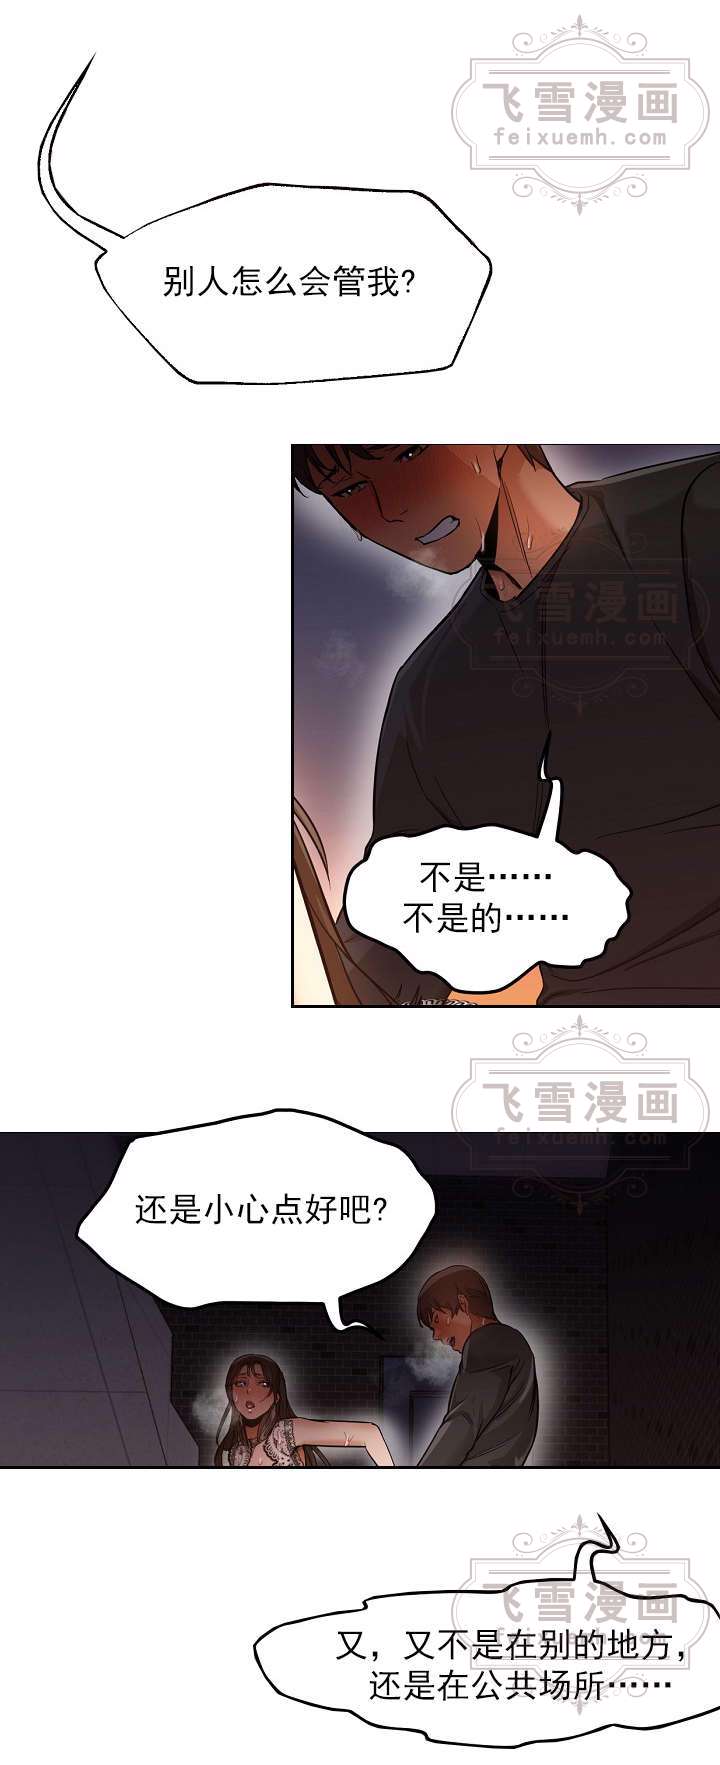 飞雪漫画
feixuemh.com
别人怎么会管我?
飞雪漫画
feixuemh.com
不是……
不是的……
飞雪漫画
feixuemh.com
还是小心点好吧?
飞雪漫画
feixuemh.com
又，又不是在别的地方，
还是在公共场所……